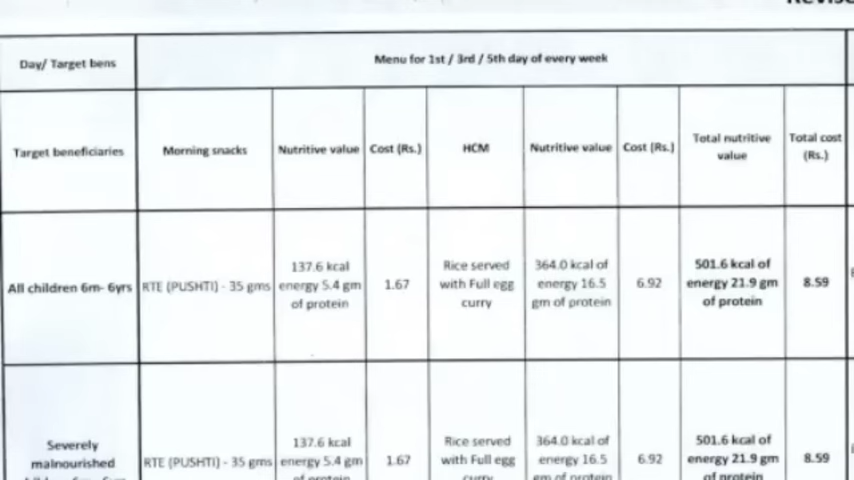 Day/ Target bens
Menu for 1st / 3rd / 5th day of every week
Target beneficiaries
Morning snacks
Nutritive value
Cost (Rs.)
HCM
Nutritive value
Cost (Rs.)
Total nutritive
value
Total cost
(Rs.)
All children 6m- 6yrs
RTE (PUSHTI) - 35 gms
137.6 kcal
energy 5.4 gm
of protein
1.67
Rice served
with Full egg
curry
364.0 kcal of
energy 16.5
gm of protein
6.92
501.6 kcal of
energy 21.9 gm
of protein
8.59
Severely
malnourished
RTE (PUSHTI) - 35 gms
137.6 kcal
energy 5.4 gm
of protein
1.67
Rice served
with Full egg
curry
364.0 kcal of
energy 16.5
gm of protein
6.92
501.6 kcal of
energy 21.9 gm
of protein
8.59